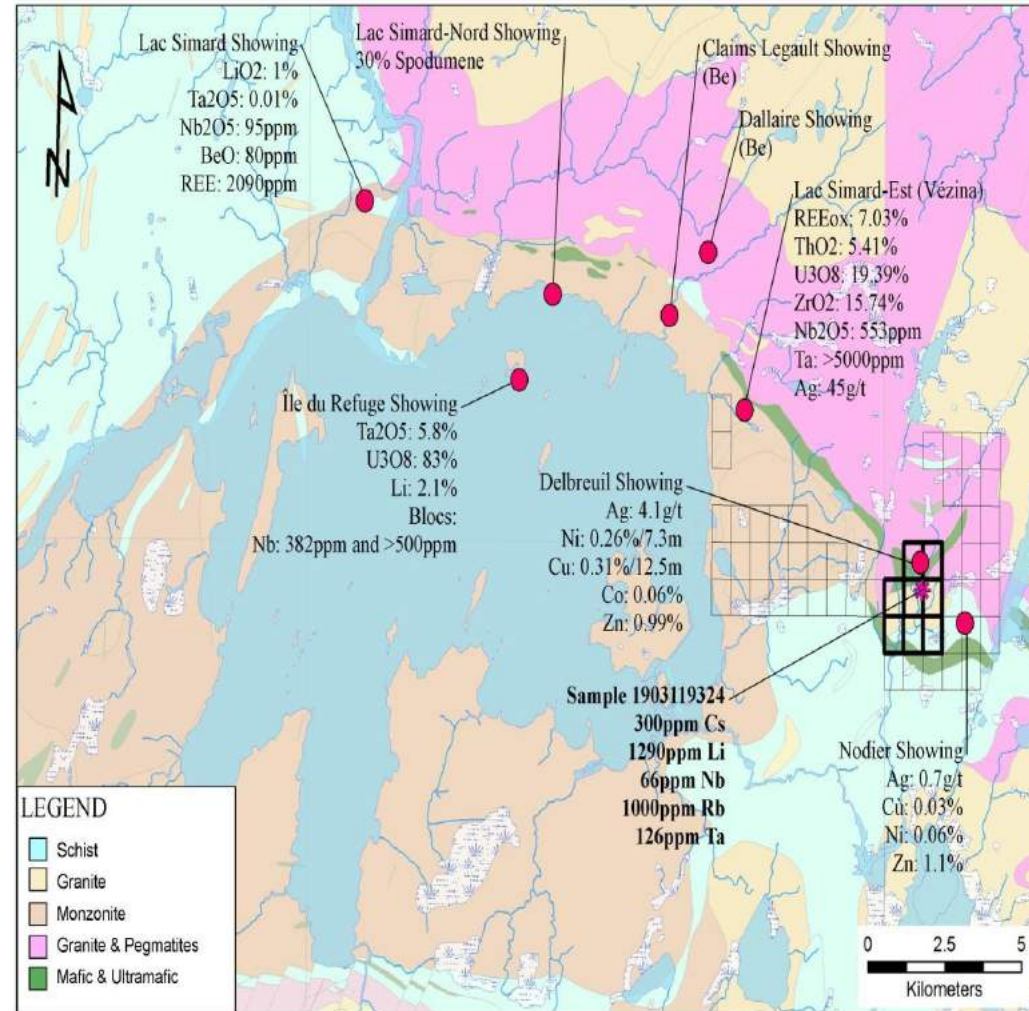 Lac Simard Showing
LiO2: 1%
Ta2O5: 0.01%
Nb2O5: 95ppm
BeO: 80ppm
REE: 2090ppm
Lac Simard-Nord Showing
30% Spodumene
Claims Legault Showing
(Be)
Dallaire Showing
(Be)
Lac Simard-Est (Vézina)
REEox: 7.03%
ThO2: 5.41%
U3O8: 19.39%
ZrO2: 15.74%
Nb2O5: 553ppm
Ta: >5000ppm
Ag: 45g/t
N
Île du Refuge Showing
Ta2O5: 5.8%
U3O8: 83%
Li: 2.1%
Blocs:
Nb: 382ppm and >500ppm
Delbreuil Showing
Ag: 4.1g/t
Ni: 0.26%/7.3m
Cu: 0.31%/12.5m
Co: 0.06%
Zn: 0.99%
Sample 1903119324
300ppm Cs
1290ppm Li
66ppm Nb
1000ppm Rb
126ppm Ta
Nodier Showing
Ag: 0.7g/t
Cù: 0.03%
Ni: 0.06%
Zn: 1.1%
LEGEND
Schist
Granite
Monzonite
Granite & Pegmatites
Mafic & Ultramafic
0 2.5 5
Kilometers